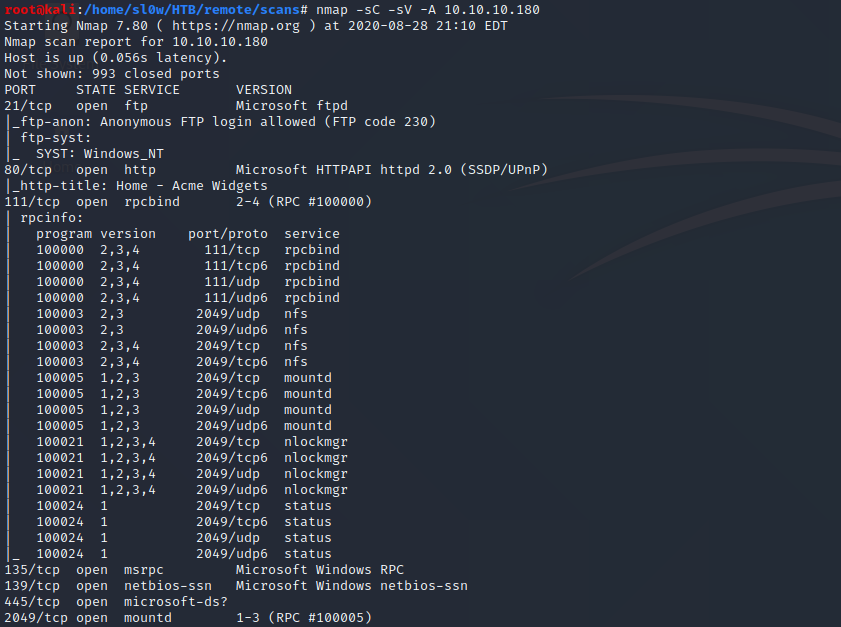 root@kali:/home/sl0w/HTB/remote/scans# nmap -sC -sV -A 10.10.10.180
Starting Nmap 7.80 ( https://nmap.org ) at 2020-08-28 21:10 EDT
Nmap scan report for 10.10.10.180
Host is up (0.056s latency).
Not shown: 993 closed ports
PORT     STATE SERVICE       VERSION
21/tcp   open  ftp           Microsoft ftpd
|_ftp-anon: Anonymous FTP login allowed (FTP code 230)
| ftp-syst:
|_  SYST: Windows_NT
80/tcp   open  http          Microsoft HTTPAPI httpd 2.0 (SSDP/UPnP)
|_http-title: Home - Acme Widgets
111/tcp  open  rpcbind       2-4 (RPC #100000)
| rpcinfo:
|   program version    port/proto  service
|   100000  2,3,4        111/tcp   rpcbind
|   100000  2,3,4        111/tcp6  rpcbind
|   100000  2,3,4        111/udp   rpcbind
|   100000  2,3,4        111/udp6  rpcbind
|   100003  2,3         2049/udp   nfs
|   100003  2,3         2049/udp6  nfs
|   100003  2,3,4       2049/tcp   nfs
|   100003  2,3,4       2049/tcp6  nfs
|   100005  1,2,3       2049/tcp   mountd
|   100005  1,2,3       2049/tcp6  mountd
|   100005  1,2,3       2049/udp   mountd
|   100005  1,2,3       2049/udp6  mountd
|   100021  1,2,3,4     2049/tcp   nlockmgr
|   100021  1,2,3,4     2049/tcp6  nlockmgr
|   100021  1,2,3,4     2049/udp   nlockmgr
|   100021  1,2,3,4     2049/udp6  nlockmgr
|   100024  1           2049/tcp   status
|   100024  1           2049/tcp6  status
|   100024  1           2049/udp   status
|_  100024  1           2049/udp6  status
135/tcp  open  msrpc         Microsoft Windows RPC
139/tcp  open  netbios-ssn   Microsoft Windows netbios-ssn
445/tcp  open  microsoft-ds?
2049/tcp open  mountd        1-3 (RPC #100005)